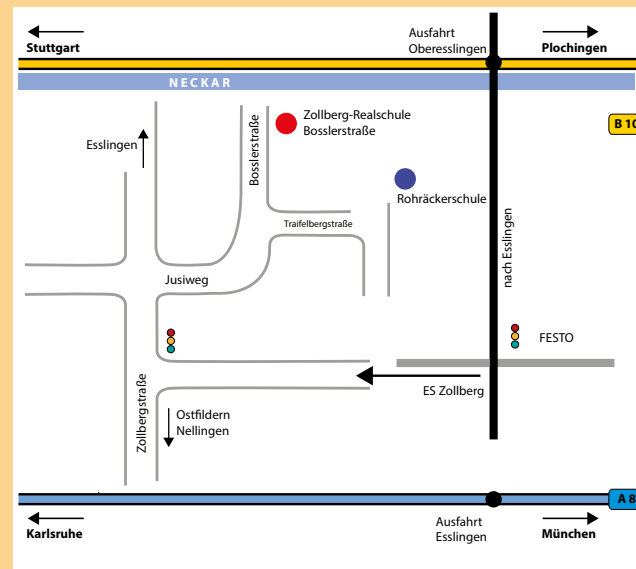 Stuttgart
Ausfahrt
Oberesslingen
Plochingen
NECKAR
Zollberg-Realschule
Bosslerstraße
B 10
Esslingen
Bosslerstraße
Rohräckerschule
Traifelbergstraße
nach Esslingen
Jusiweg
FESTO
ES Zollberg
Zollbergstraße
Ostfildern
Nellingen
A 8
Karlsruhe
Ausfahrt
Esslingen
München